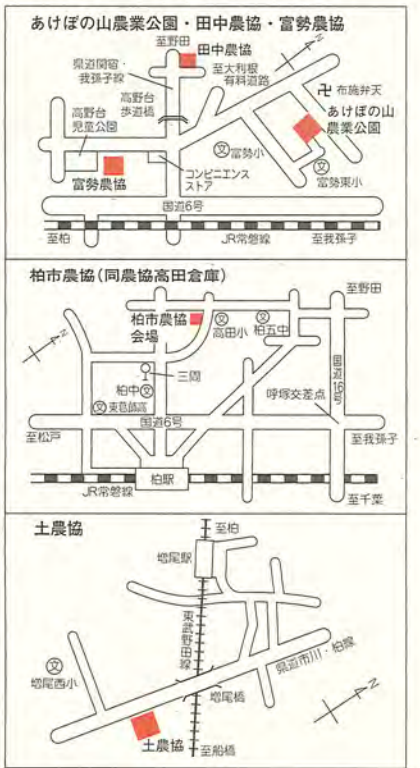 あけぼの山農業公園・田中農協・富勢農協
至野田
田中農協
県道関宿・
我孫子線
至大利根
有料道路
N
卍布施弁天
高野台
歩道橋
あけぼの山
農業公園
高野台
児童公園
文富勢小
コンビニエンス
ストア
文
富勢東小
富勢農協
国道6号
至柏
JR常磐線
至我孫子
柏市農協(同農協高田倉庫)
至野田
N
柏市農協
会場
文
高田小
文
柏五中
国道16号
三間
柏中文
呼塚交差点
文東葛飾高
国道6号
至松戸
至我孫子
柏駅
JR常磐線
至千葉
土農協
至柏
増尾駅
東武野田線
県道市川・柏線
文
増尾西小
増尾橋
N
土農協
至船橋